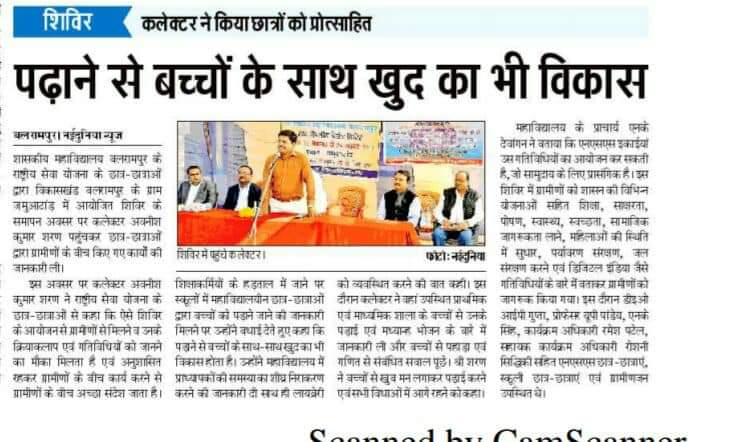 शिविर
कलेक्टर ने किया छात्रों को प्रोत्साहित
पढ़ाने से बच्चों के साथ खुद का भी विकास
बलरामपुर। नईदुनिया न्यूज
शासकीय महाविद्यालय बलरामपुर के
राष्ट्रीय सेवा योजना के छात्र-छात्राओं
द्वारा विकासखंड बलरामपुर के ग्राम
जमुआटांड़ में आयोजित शिविर के
समापन अवसर पर कलेक्टर अवनीश
कुमार शरण पहुंचकर छात्र-छात्राओं
द्वारा ग्रामीणों के बीच किए गए कार्यों की
जानकारी ली।
इस अवसर पर कलेक्टर अवनीश
कुमार शरण ने राष्ट्रीय सेवा योजना के
छात्र-छात्राओं से कहा कि ऐसे शिविर
के आयोजन से ग्रामीणों से मिलने व उनके
क्रियाकलाप एवं गतिविधियों को जानने
का मौका मिलता है एवं अनुशासित
रहकर ग्रामीणों के बीच कार्य करने से
ग्रामीणों के बीच अच्छा संदेश जाता है।
शिविर में पहुंचे कलेक्टर।
फोटो: नईदुनिया
शिक्षाकर्मियों के हड़ताल में जाने पर
स्कूलों में महाविद्यालयीन छात्र-छात्राओं
द्वारा बच्चों को पढ़ाने जाने की जानकारी
मिलने पर उन्होंने बधाई देते हुए कहा कि
पढ़ाने से बच्चों के साथ-साथ खुद का भी
विकास होता है। उन्होंने महाविद्यालय में
प्राध्यापकों की समस्या का शीघ्र निराकरण
करने की जानकारी दी साथ ही लायब्रेरी
को व्यवस्थित करने की बात कही। इस
दौरान कलेक्टर ने वहां उपस्थित प्राथमिक
एवं माध्यमिक शाला के बच्चों से उनके
पढ़ाई एवं मध्यान्ह भोजन के बारे में
जानकारी ली और बच्चों से पहाड़ा एवं
गणित से संबंधित सवाल पूछे। श्री शरण
ने बच्चों से खुब मन लगाकर पढ़ाई करने
एवं सभी विधाओं में आगे रहने को कहा।
महाविद्यालय के प्राचार्य एनके
देवांगन ने बताया कि एनएसएस इकाईयां
उस गतिविधियों का आयोजन कर सकती
है, जो सामुदाय के लिए प्रासंगिक है। इस
शिविर में ग्रामीणों को शासन की विभिन्न
योजनाओं सहित शिक्षा, साक्षरता,
पोषण, स्वास्थ्य, स्वच्छता, सामाजिक
जागरूकता लाने, महिलाओं की स्थिति
में सुधार, पर्यावरण संरक्षण, जल
संरक्षण करने एवं डिजिटल इंडिया जैसे
गतिविधियों के बारे में बताकर ग्रामीणों को
जागरूक किया गया। इस दौरान डीइओ
आईपी गुप्ता, प्रोफेसर यूपी पांडेय, एनके
सिंह, कार्यक्रम अधिकारी रमेश पटेल,
सहायक कार्यक्रम अधिकारी रोशनी
सिद्धिकी सहित एनएसएस छात्र-छात्राएं,
स्कूली छात्र-छात्राएं एवं ग्रामीणजन
उपस्थित थे।
Scanned by CamScanner